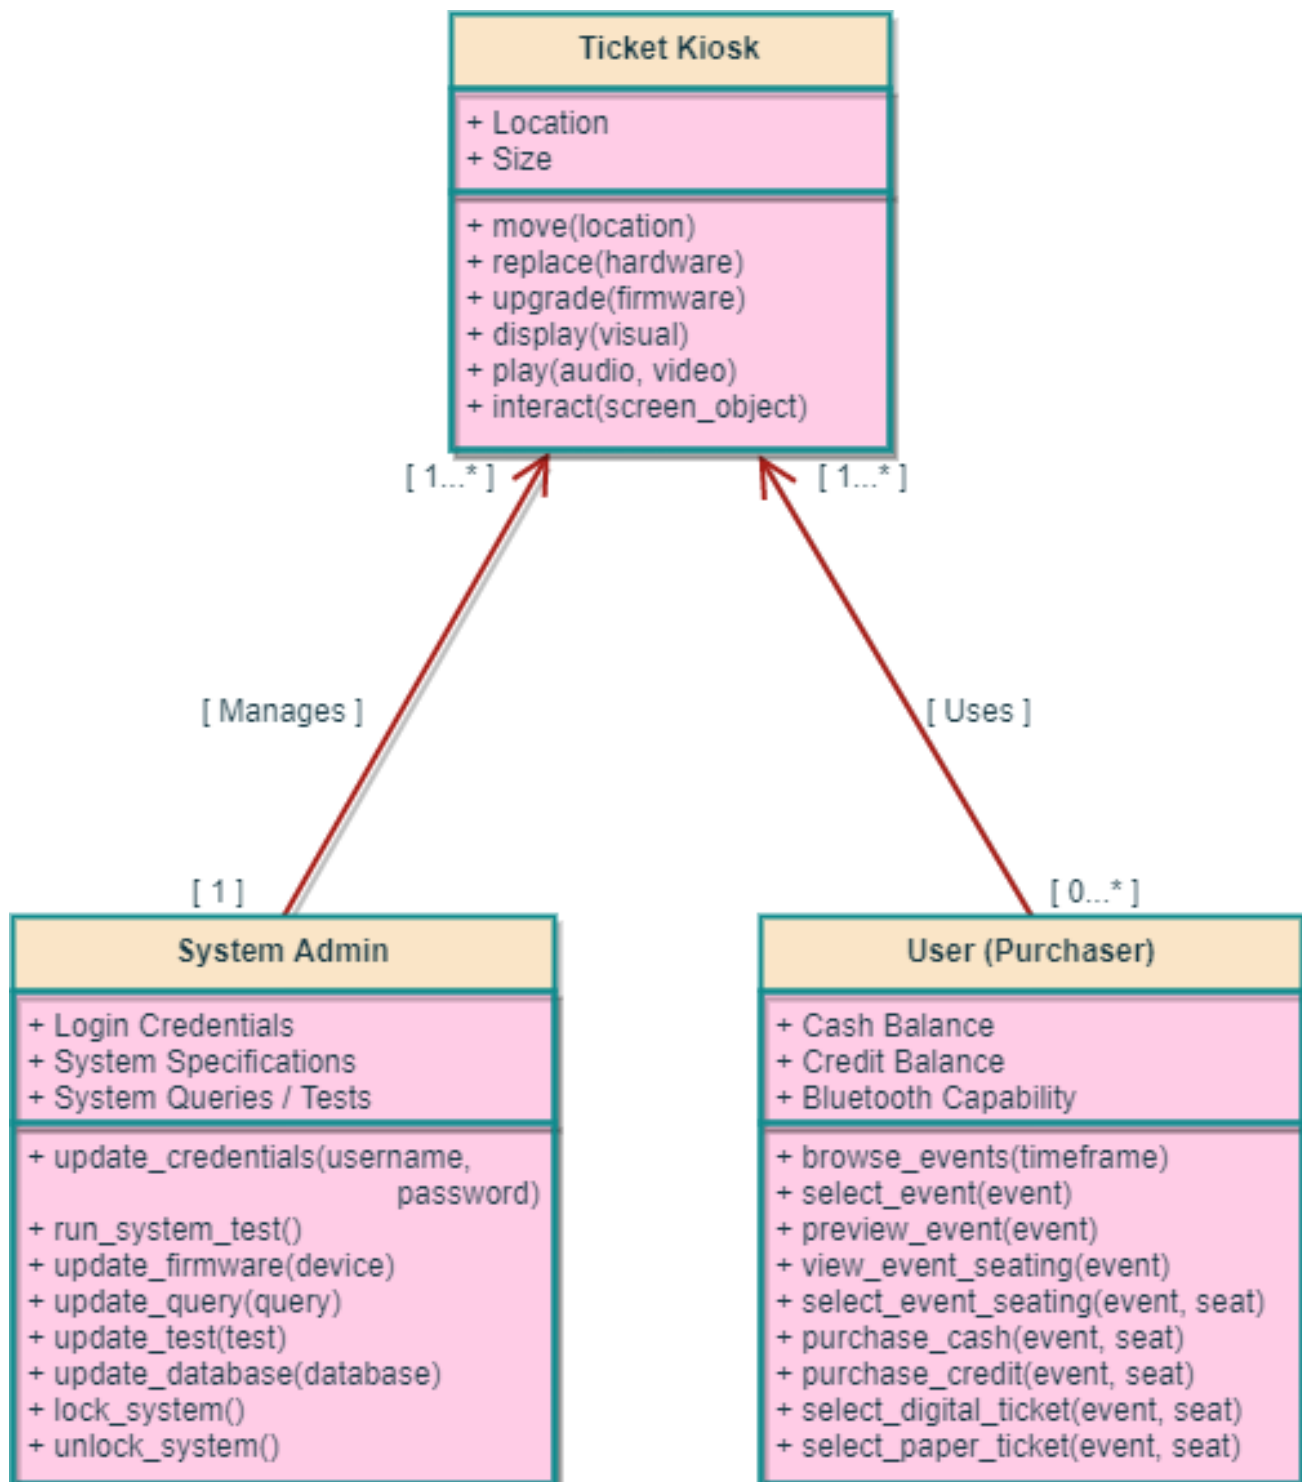 Ticket Kiosk
+ Location
+ Size
+ move(location)
+ replace(hardware)
+ upgrade(firmware)
+ display(visual)
+ play(audio, video)
+ interact(screen_object)
[ 1...* ]
[ 1...* ]
[ Manages ]
[ Uses ]
[ 1 ]
[ 0...* ]
System Admin
+ Login Credentials
+ System Specifications
+ System Queries / Tests
+ update_credentials(username,
password)
+ run_system_test()
+ update_firmware(device)
+ update_query(query)
+ update_test(test)
+ update_database(database)
+ lock_system()
+ unlock_system()
User (Purchaser)
+ Cash Balance
+ Credit Balance
+ Bluetooth Capability
+ browse_events(timeframe)
+ select_event(event)
+ preview_event(event)
+ view_event_seating(event)
+ select_event_seating(event, seat)
+ purchase_cash(event, seat)
+ purchase_credit(event, seat)
+ select_digital_ticket(event, seat)
+ select_paper_ticket(event, seat)